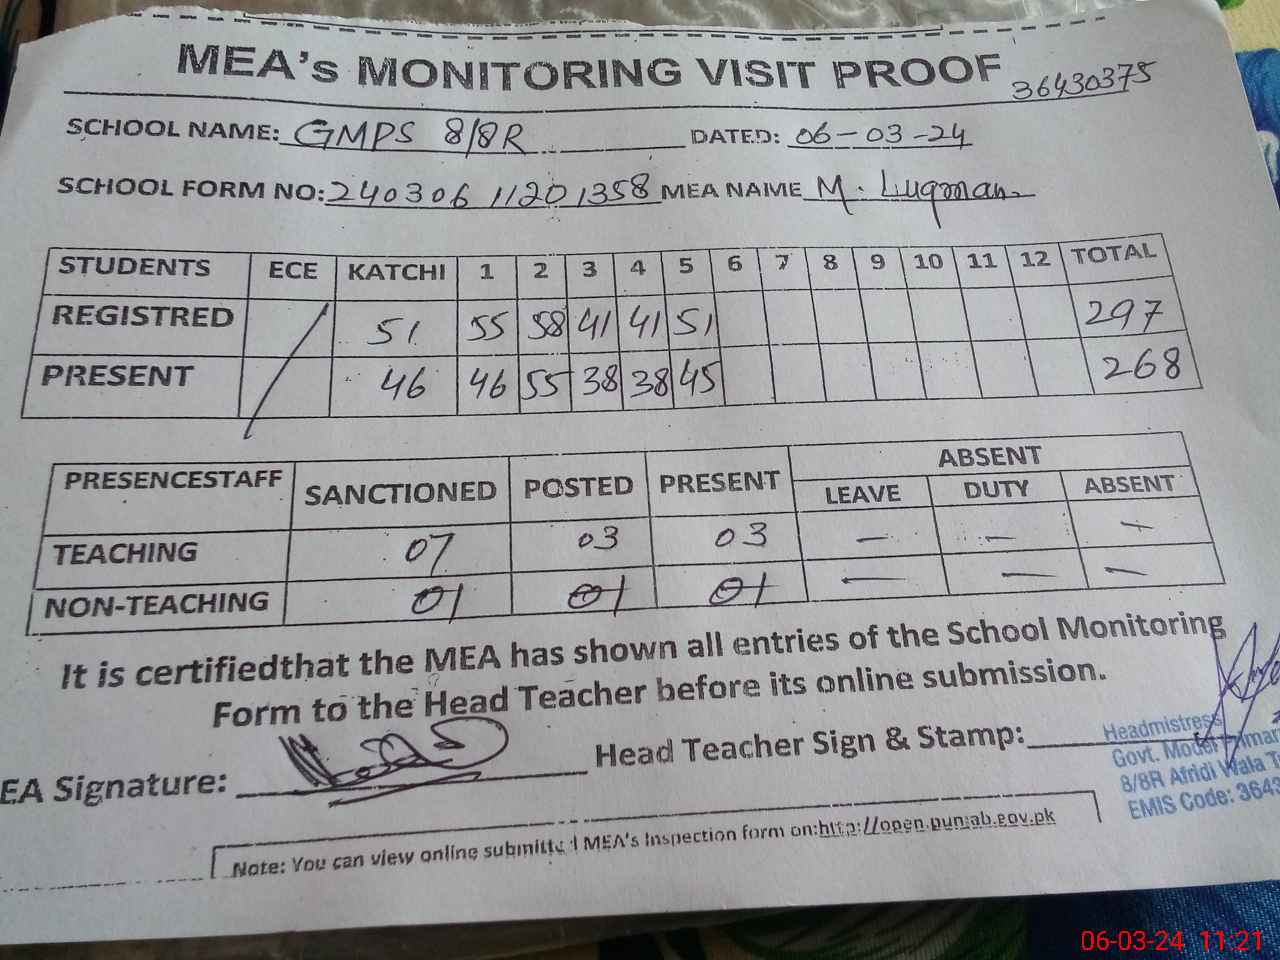 MEA's MONITORING VISIT PROOF 36430375
SCHOOL NAME: GMPS 8/8R DATED: 06-03-24
SCHOOL FORM NO: 240306 11201358 MEA NAME M. Luqman.
STUDENTS ECE KATCHI 1 2 3 4 5 6 7 8 9 10 11 12 TOTAL
REGISTRED 51 55 58 41 41 51 297
PRESENT 46 46 55 38 38 45 268
PRESENCESTAFF SANCTIONED POSTED PRESENT ABSENT
LEAVE DUTY ABSENT
TEACHING 07 03 03 — — —
NON-TEACHING 01 01 01 — — —
It is certifiedthat the MEA has shown all entries of the School Monitoring
Form to the Head Teacher before its online submission.
EA Signature: Head Teacher Sign & Stamp:
Headmistress
Govt. Model Primar
8/8R Afridi Wala T
EMIS Code: 3643
Note: You can view online submitted MEA's Inspection form on:http://open.punjab.gov.pk
06-03-24 11:21